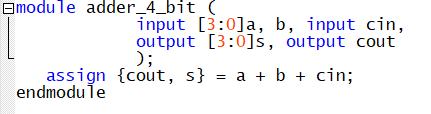 module adder_4_bit (
input [3:0]a, b, input cin,
output [3:0]s, output cout
);
assign {cout, s} = a + b + cin;
endmodule